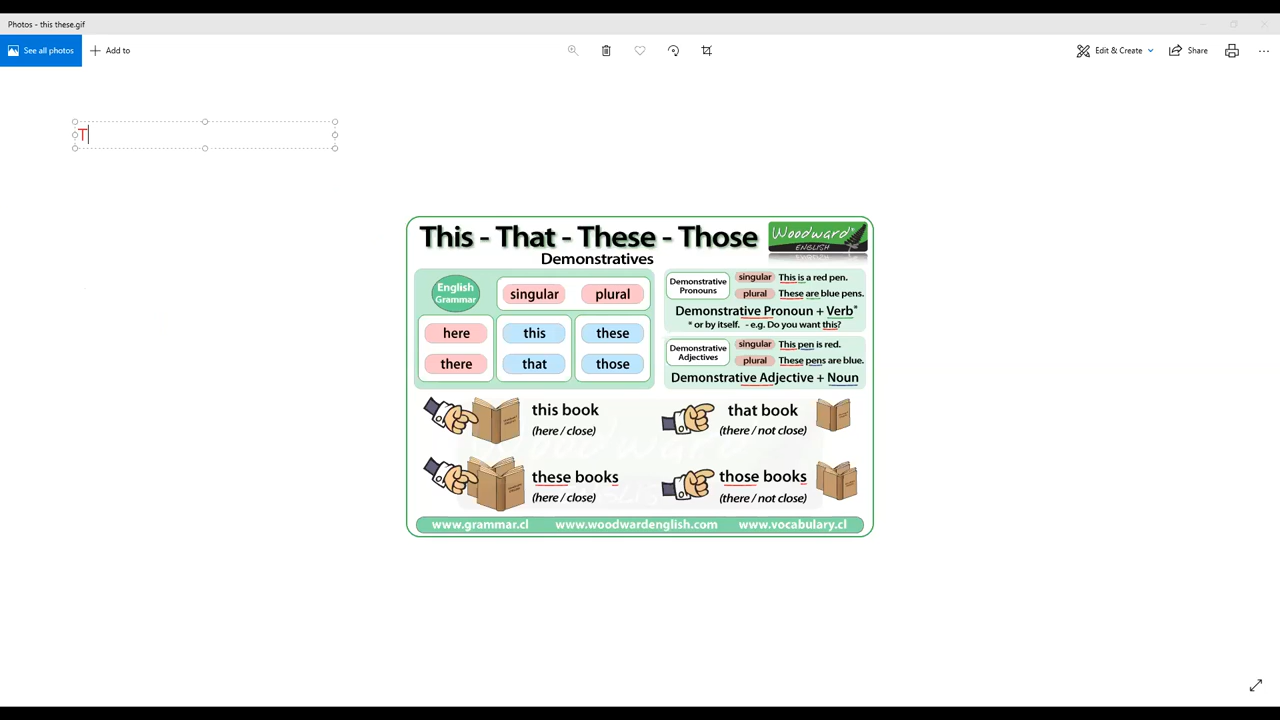 Photos - this these.gif
See all photos
Add to
Edit & Create
Share
T
This - That - These - Those
Demonstratives
Woodward
ENGLISH
English
Grammar
singular plural
here this these
there that those
Demonstrative
Pronouns
singular This is a red pen.
plural These are blue pens.
Demonstrative Pronoun + Verb*
* or by itself. - e.g. Do you want this?
Demonstrative
Adjectives
singular This pen is red.
plural These pens are blue.
Demonstrative Adjective + Noun
this book
(here / close)
that book
(there / not close)
these books
(here / close)
those books
(there / not close)
www.grammar.cl www.woodwardenglish.com www.vocabulary.cl